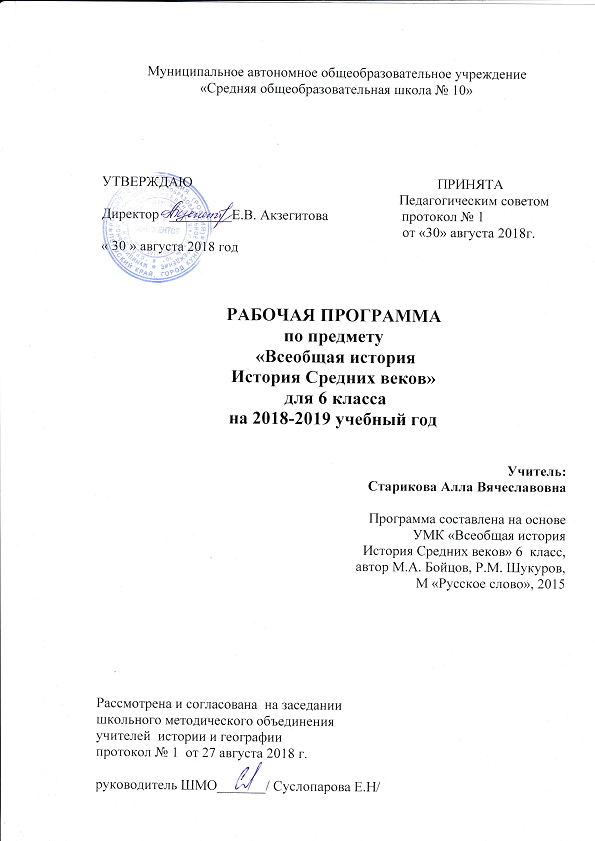 Муниципальное автономное общеобразовательное учреждение
«Средняя общеобразовательная школа № 10»
УТВЕРЖДАЮ
Директор __________ Е.В. Акзегитова
« 30 » августа 2018 год
ПРИНЯТА
Педагогическим советом
протокол № 1
от «30» августа 2018г.
РАБОЧАЯ ПРОГРАММА
по предмету
«Всеобщая история
История Средних веков»
для 6 класса
на 2018-2019 учебный год
Учитель:
Старикова Алла Вячеславовна
Программа составлена на основе
УМК «Всеобщая история
История Средних веков» 6 класс,
автор М.А. Бойцов, Р.М. Шукуров,
М «Русское слово», 2015
Рассмотрена и согласована на заседании
школьного методического объединения
учителей истории и географии
протокол № 1 от 27 августа 2018 г.
руководитель ШМО_______/ Суслопарова Е.Н/